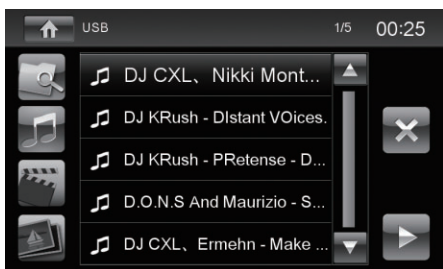 USB 1/5 00:25
DJ CXL、Nikki Mont...
DJ KRush - DIstant VOices.
DJ KRush - PRetense - D...
D.O.N.S And Maurizio - S...
DJ CXL、Ermehn - Make ...